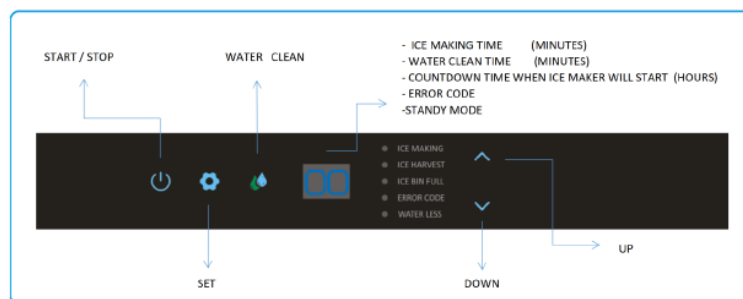 START / STOP
WATER CLEAN
- ICE MAKING TIME (MINUTES)
- WATER CLEAN TIME (MINUTES)
- COUNTDOWN TIME WHEN ICE MAKER WILL START (HOURS)
- ERROR CODE
-STANDY MODE
00
ICE MAKING
ICE HARVEST
ICE BIN FULL
ERROR CODE
WATER LESS
UP
SET
DOWN